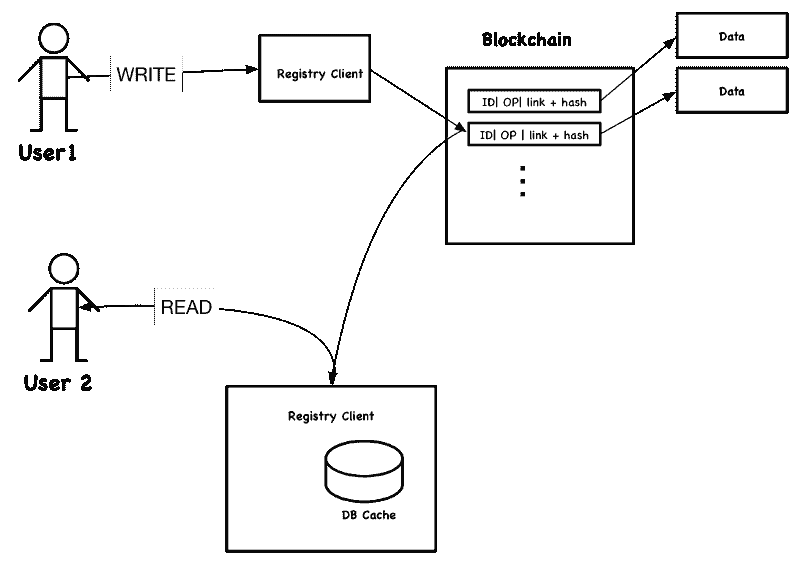 Blockchain
Data
WRITE
Registry Client
Data
ID| OP| link + hash
ID| OP | link + hash
User1
READ
User 2
Registry Client
DB Cache